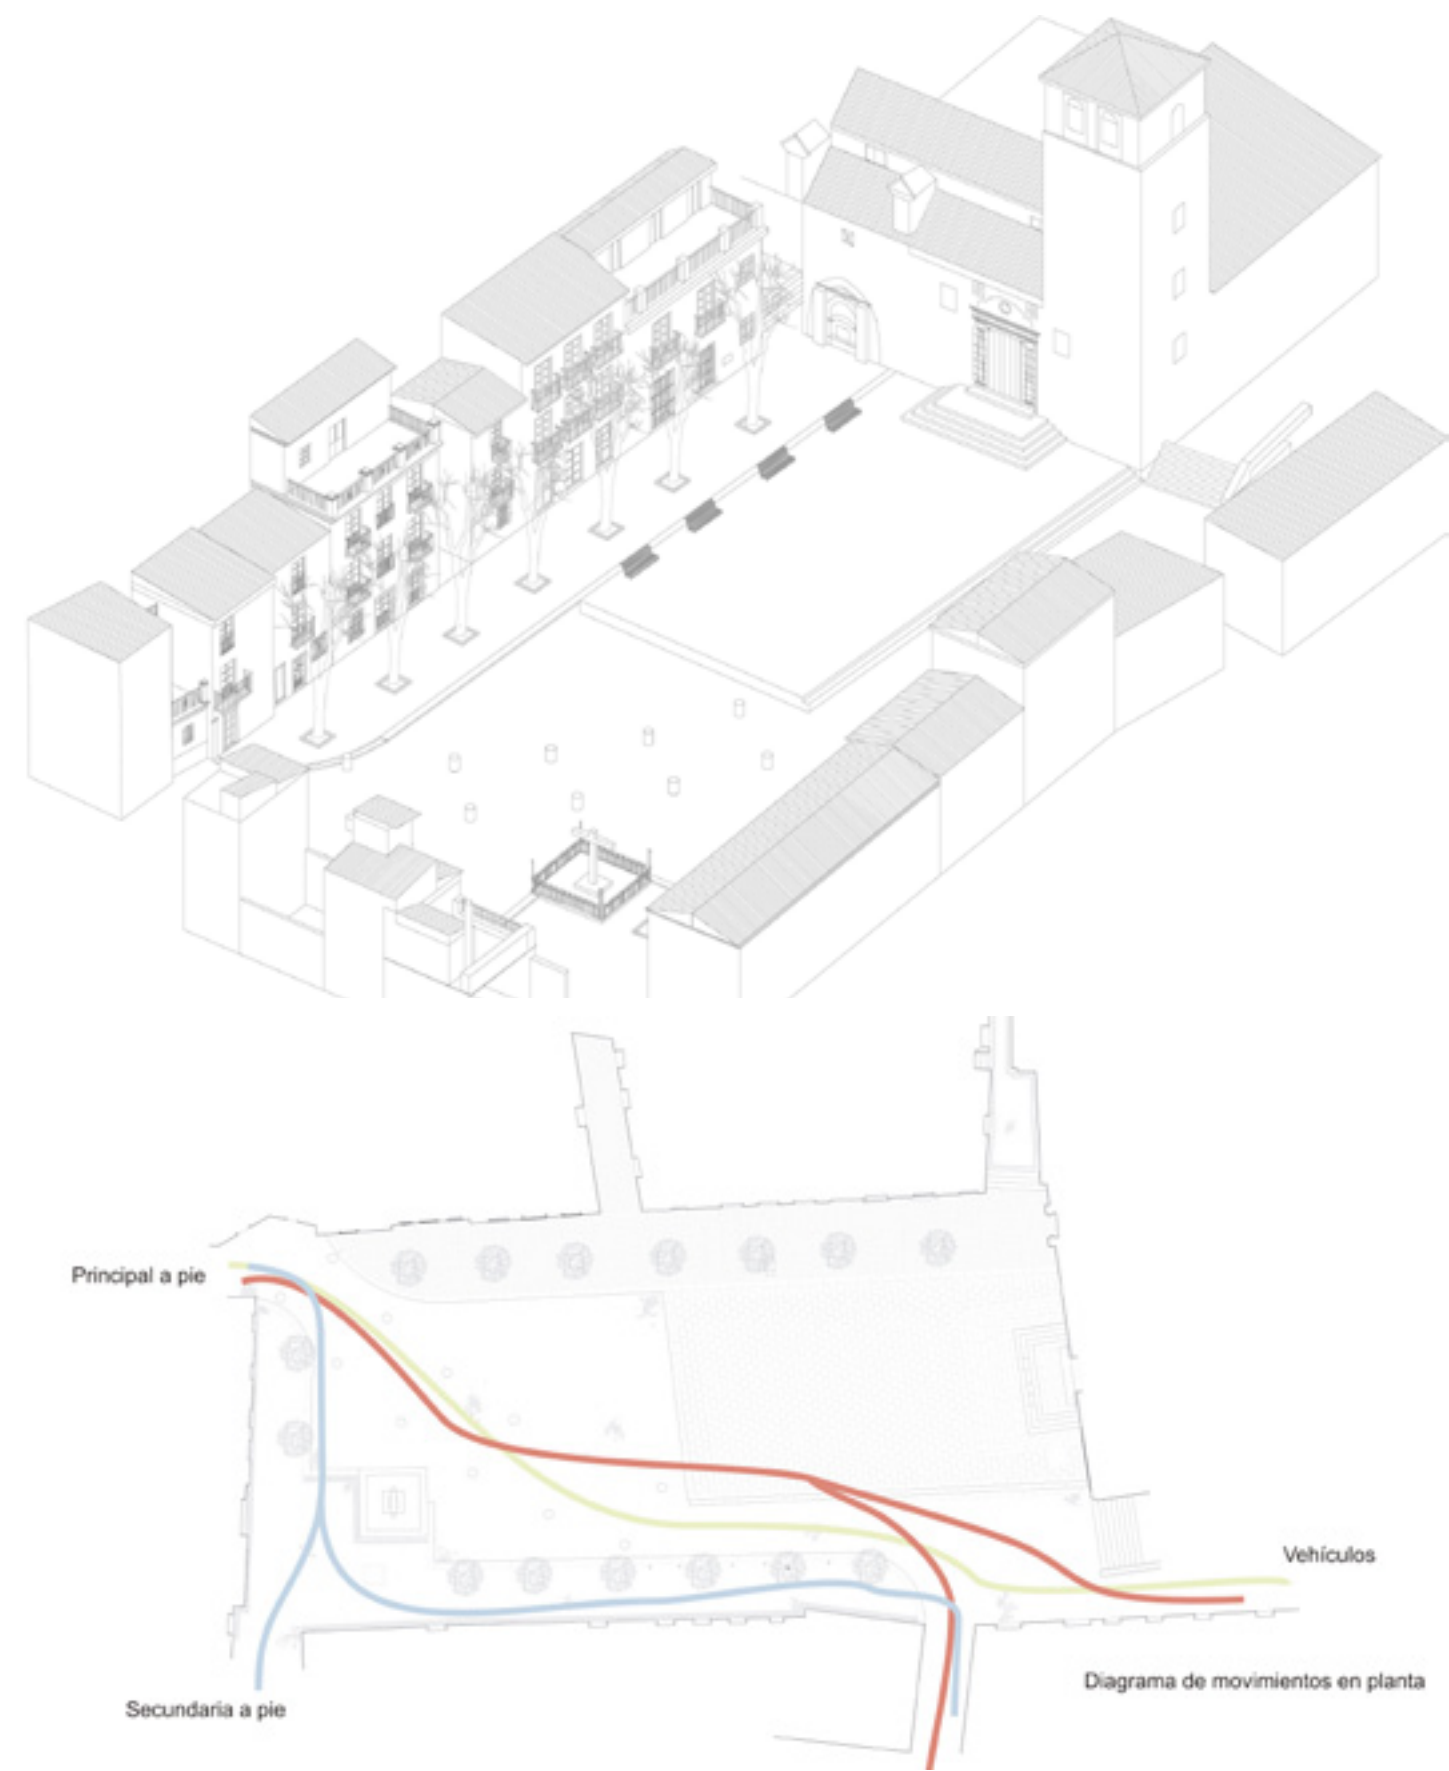 Principal a pie
Vehículos
Diagrama de movimientos en planta
Secundaria a pie